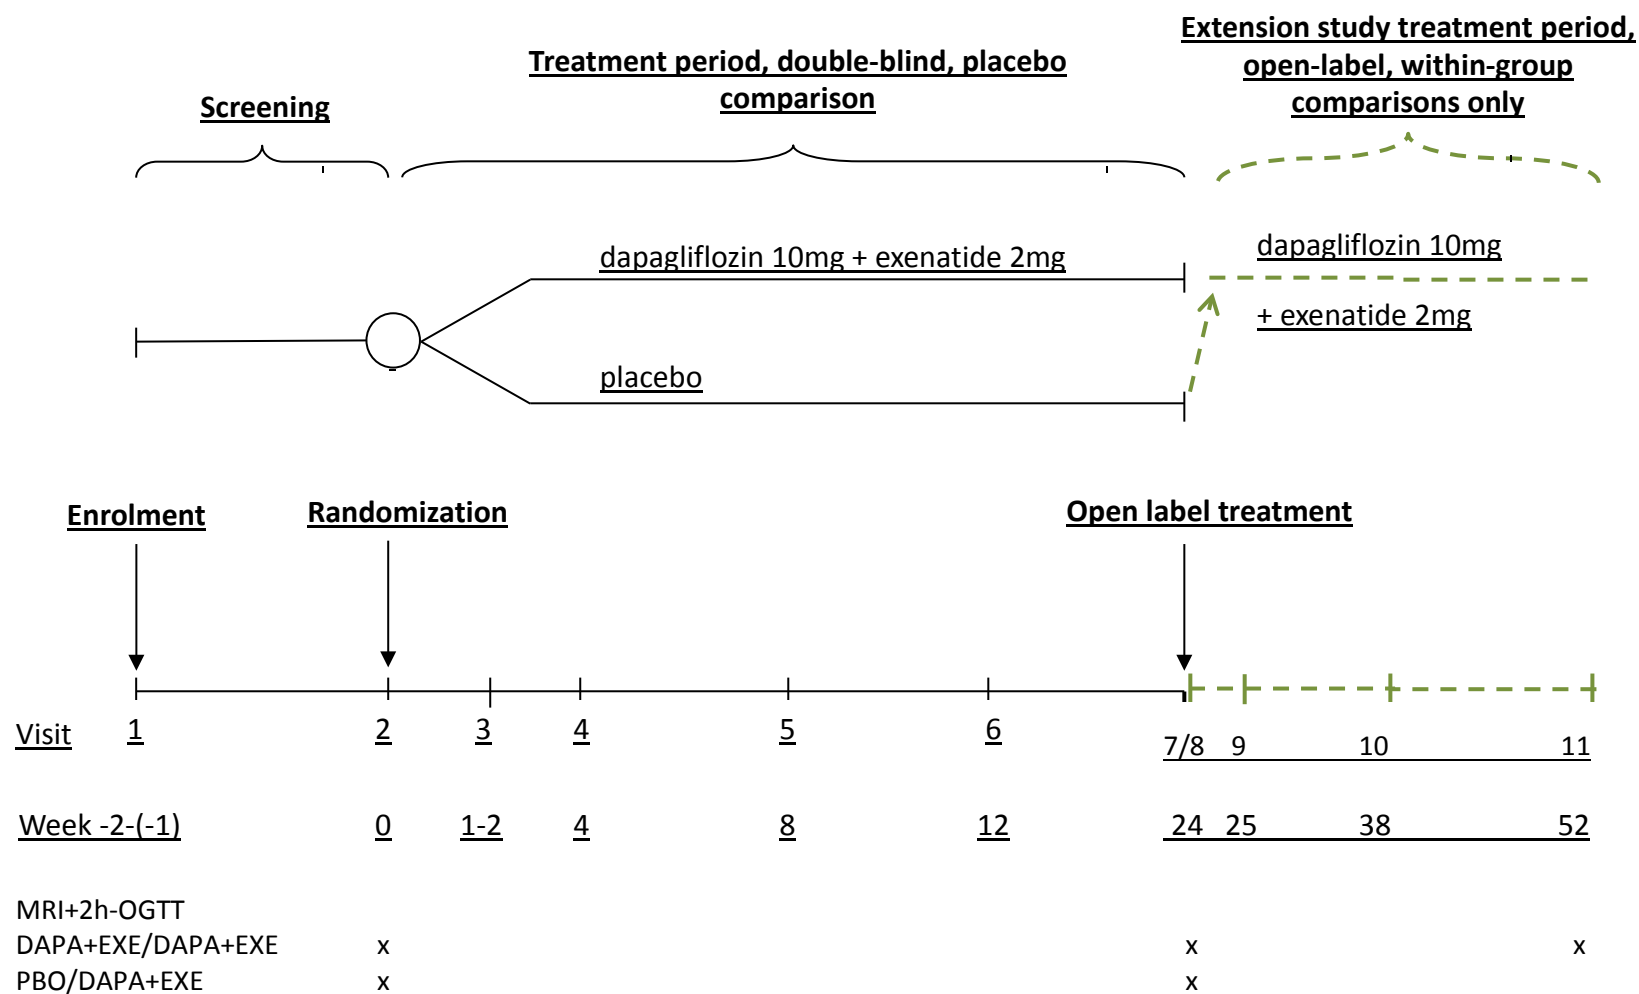 Extension study treatment period,
open-label, within-group
comparisons only
Treatment period, double-blind, placebo
comparison
Screening
dapagliflozin 10mg + exenatide 2mg
dapagliflozin 10mg
+ exenatide 2mg
placebo
Enrolment Randomization Open label treatment
Visit 1 2 3 4 5 6 7/8 9 10 11
Week -2-(-1) 0 1-2 4 8 12 24 25 38 52
MRI+2h-OGTT
DAPA+EXE/DAPA+EXE x x x
PBO/DAPA+EXE x x